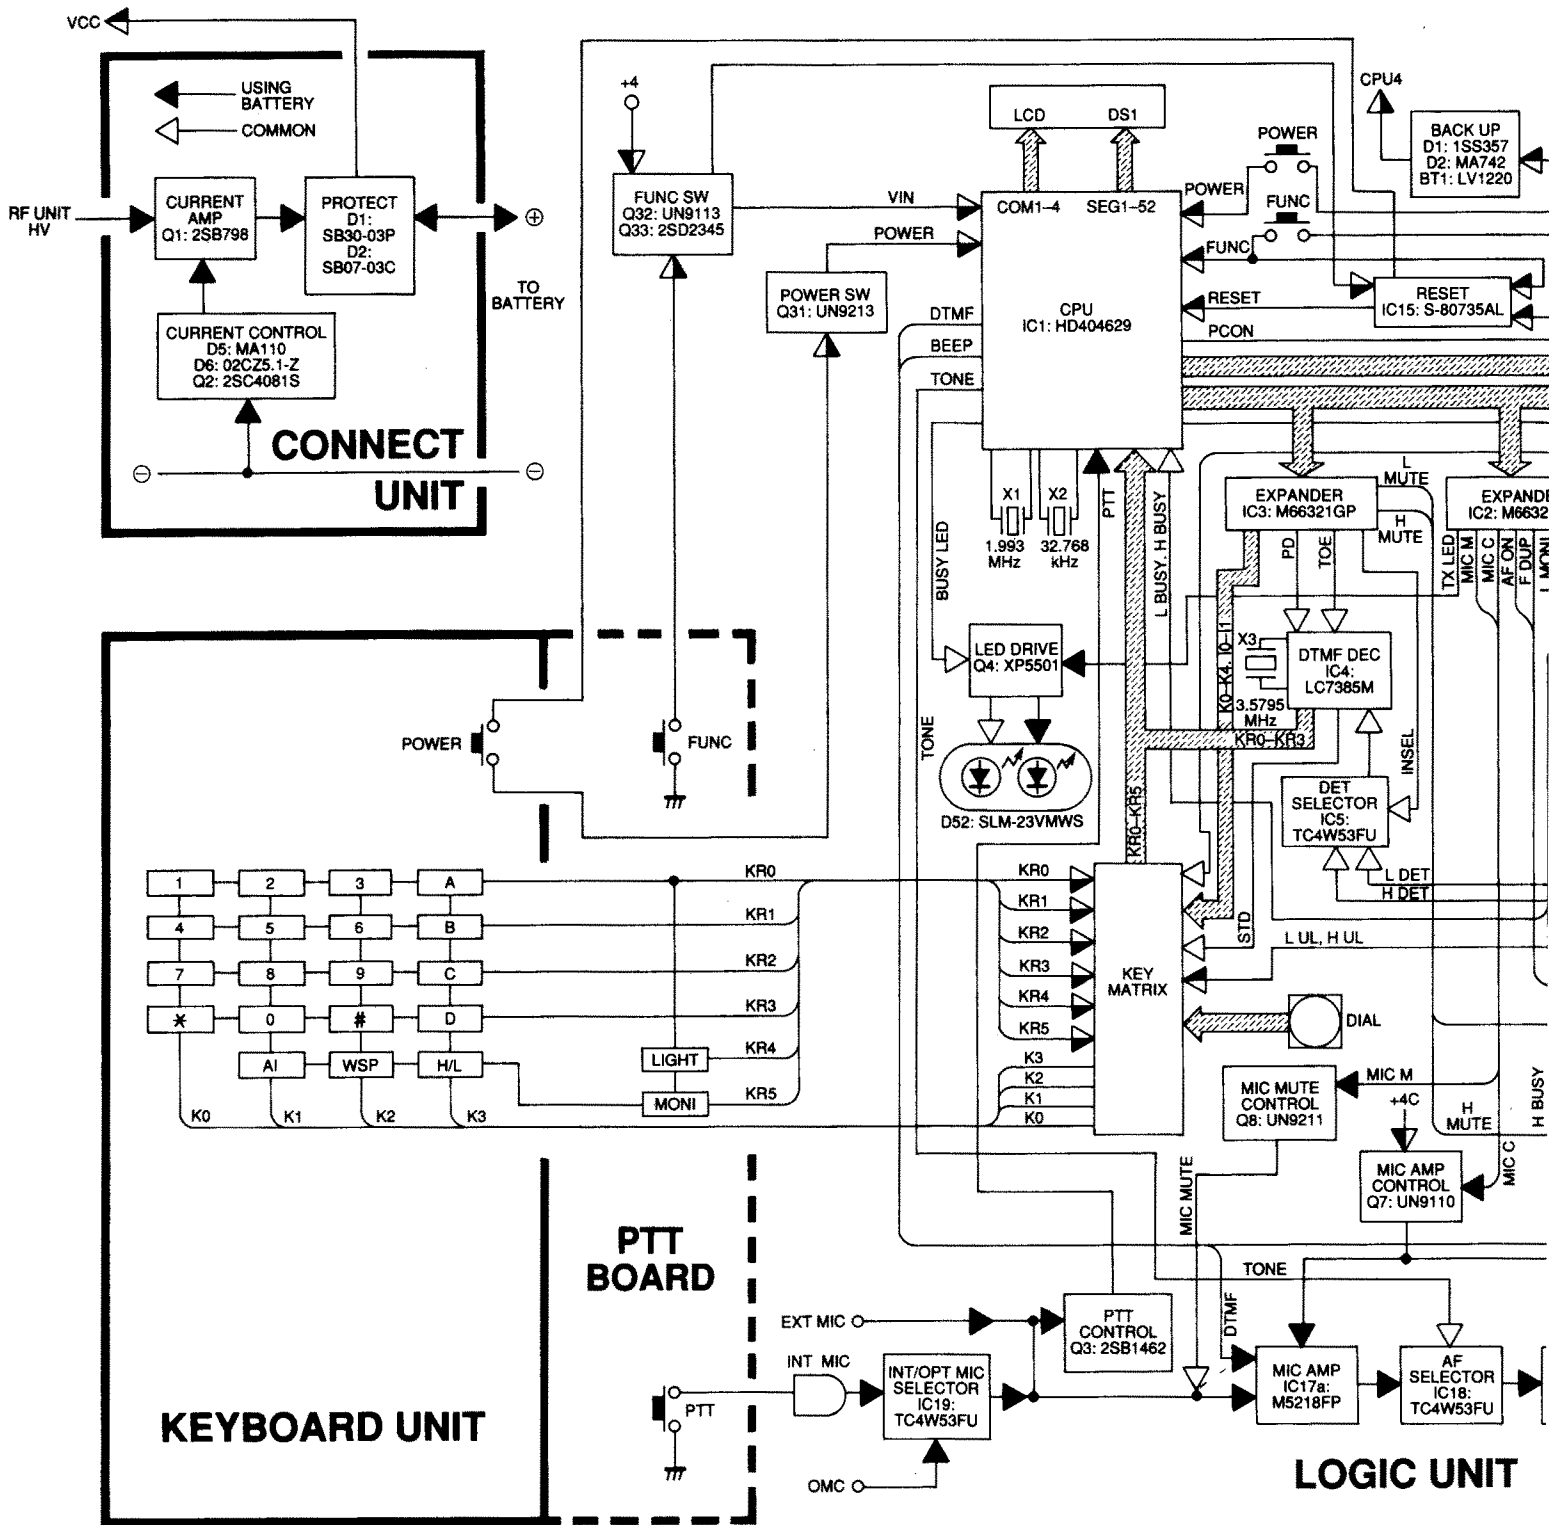 VCC
USING
BATTERY
COMMON
CURRENT
AMP
Q1: 2SB798
PROTECT
D1:
SB30-03P
D2:
SB07-03C
RF UNIT
HV
⊕
TO
BATTERY
CURRENT CONTROL
D5: MA110
D6: 02CZ5.1-Z
Q2: 2SC4081S
CONNECT
UNIT
⊖
⊖
+4
FUNC SW
Q32: UN9113
Q33: 2SD2345
VIN
POWER
POWER SW
Q31: UN9213
DTMF
BEEP
TONE
LCD
DS1
COM1–4
SEG1–52
CPU
IC1: HD404629
POWER
FUNC
RESET
PCON
POWER
FUNC
CPU4
BACK UP
D1: 1SS357
D2: MA742
BT1: LV1220
RESET
IC15: S-80735AL
X1
1.993
MHz
X2
32.768
kHz
PTT
L BUSY. H BUSY
BUSY LED
EXPANDER
IC3: M66321GP
L
MUTE
H
MUTE
EXPANDE
IC2: M6632
PD
TOE
TX LED
MIC M
MIC C
AF ON
F DUP
L MONI
K0–K4. I0–I1
X3
3.5795
MHz
DTMF DEC
IC4:
LC7385M
KR0–KR3
INSEL
LED DRIVE
Q4: XP5501
TONE
D52: SLM-23VMWS
KR0–KR5
DET
SELECTOR
IC5:
TC4W53FU
L DET
H DET
STD
L UL, H UL
POWER
FUNC
1
2
3
A
4
5
6
B
7
8
9
C
*
0
#
D
AI
WSP
H/L
K0
K1
K2
K3
LIGHT
MONI
KR0
KR1
KR2
KR3
KR4
KR5
KR0
KR1
KR2
KR3
KR4
KR5
K3
K2
K1
K0
KEY
MATRIX
DIAL
MIC MUTE
CONTROL
Q8: UN9211
MIC M
+4C
H
MUTE
H BUSY
MIC C
MIC AMP
CONTROL
Q7: UN9110
MIC MUTE
TONE
DTMF
PTT
BOARD
KEYBOARD UNIT
PTT
EXT MIC
INT MIC
INT/OPT MIC
SELECTOR
IC19:
TC4W53FU
OMC
PTT
CONTROL
Q3: 2SB1462
MIC AMP
IC17a:
M5218FP
AF
SELECTOR
IC18:
TC4W53FU
LOGIC UNIT